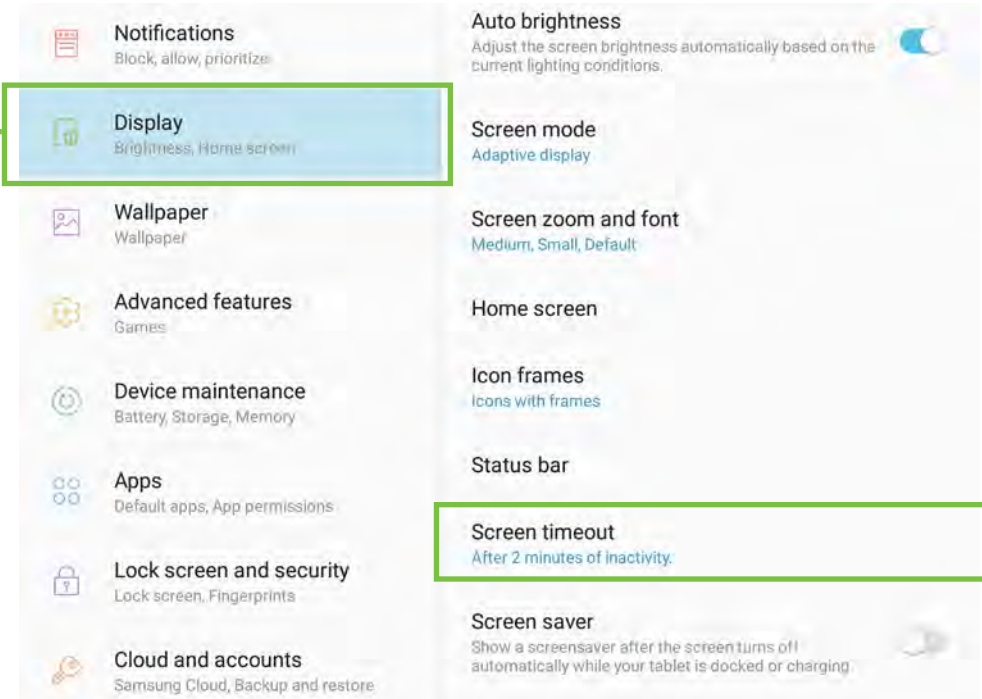 Notifications
Block, allow, prioritize
Display
Brightness, Home screen
Wallpaper
Wallpaper
Advanced features
Games
Device maintenance
Battery, Storage, Memory
Apps
Default apps, App permissions
Lock screen and security
Lock screen, Fingerprints
Cloud and accounts
Samsung Cloud, Backup and restore
Auto brightness
Adjust the screen brightness automatically based on the
current lighting conditions.
Screen mode
Adaptive display
Screen zoom and font
Medium, Small, Default
Home screen
Icon frames
Icons with frames
Status bar
Screen timeout
After 2 minutes of inactivity.
Screen saver
Show a screensaver after the screen turns off
automatically while your tablet is docked or charging